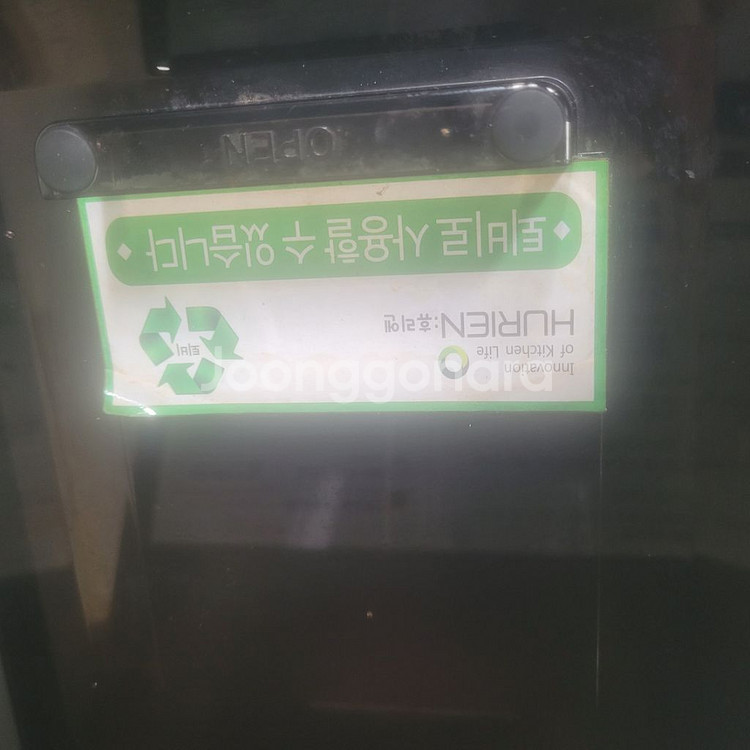 Innovation
of Kitchen Life
HURIEN:휴리엔
퇴비
퇴비로 사용할 수 있습니다
OPEN
Joonggonara